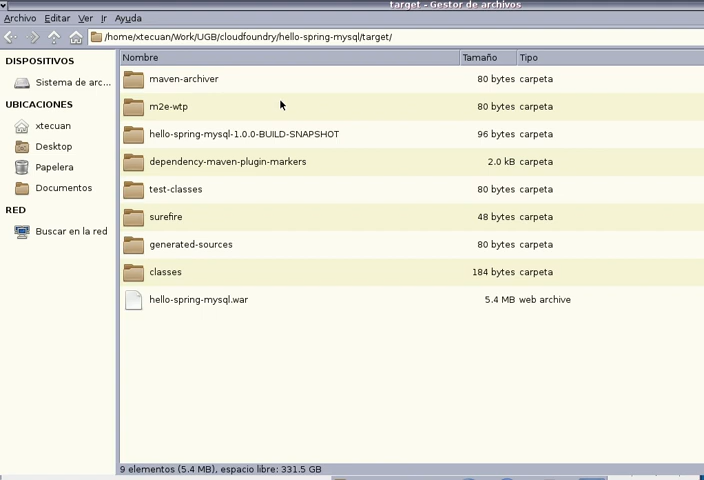 target - Gestor de archivos
Archivo Editar Ver Ir Ayuda
/home/xtecuan/Work/UGB/cloudfoundry/hello-spring-mysql/target/
DISPOSITIVOS
Sistema de arc...
UBICACIONES
xtecuan
Desktop
Papelera
Documentos
RED
Buscar en la red
Nombre Tamaño Tipo
maven-archiver 80 bytes carpeta
m2e-wtp 80 bytes carpeta
hello-spring-mysql-1.0.0-BUILD-SNAPSHOT 96 bytes carpeta
dependency-maven-plugin-markers 2.0 kB carpeta
test-classes 80 bytes carpeta
surefire 48 bytes carpeta
generated-sources 80 bytes carpeta
classes 184 bytes carpeta
hello-spring-mysql.war 5.4 MB web archive
9 elementos (5.4 MB), espacio libre: 331.5 GB